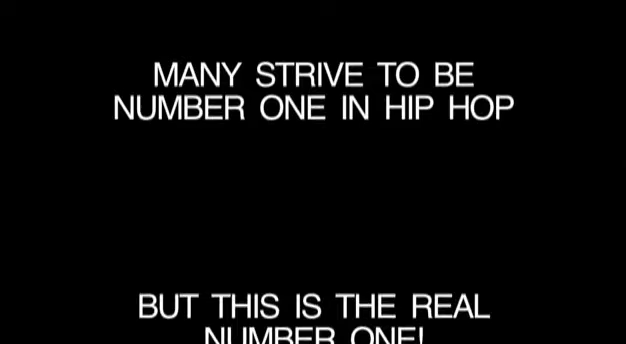 MANY STRIVE TO BE
NUMBER ONE IN HIP HOP
BUT THIS IS THE REAL
NUMBER ONE!